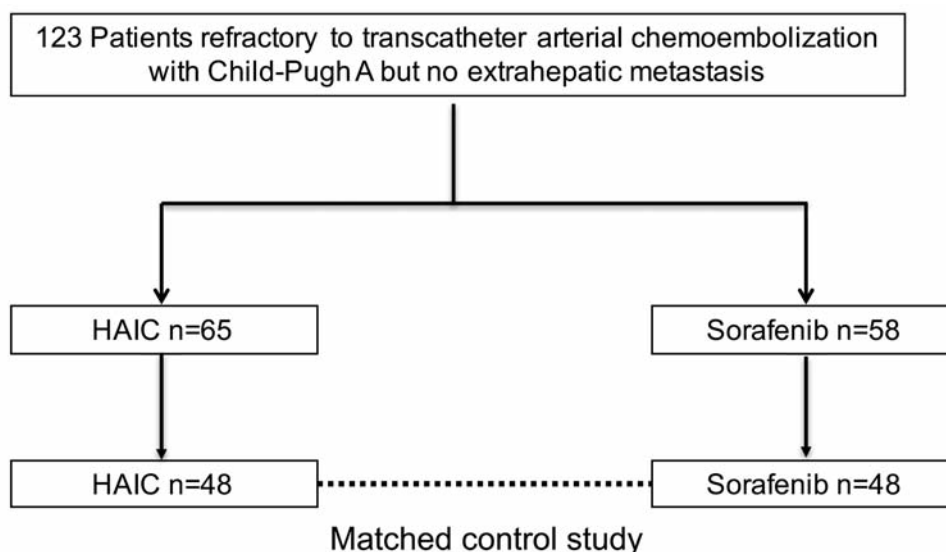 123 Patients refractory to transcatheter arterial chemoembolization
with Child-Pugh A but no extrahepatic metastasis
HAIC n=65
Sorafenib n=58
HAIC n=48
Sorafenib n=48
Matched control study